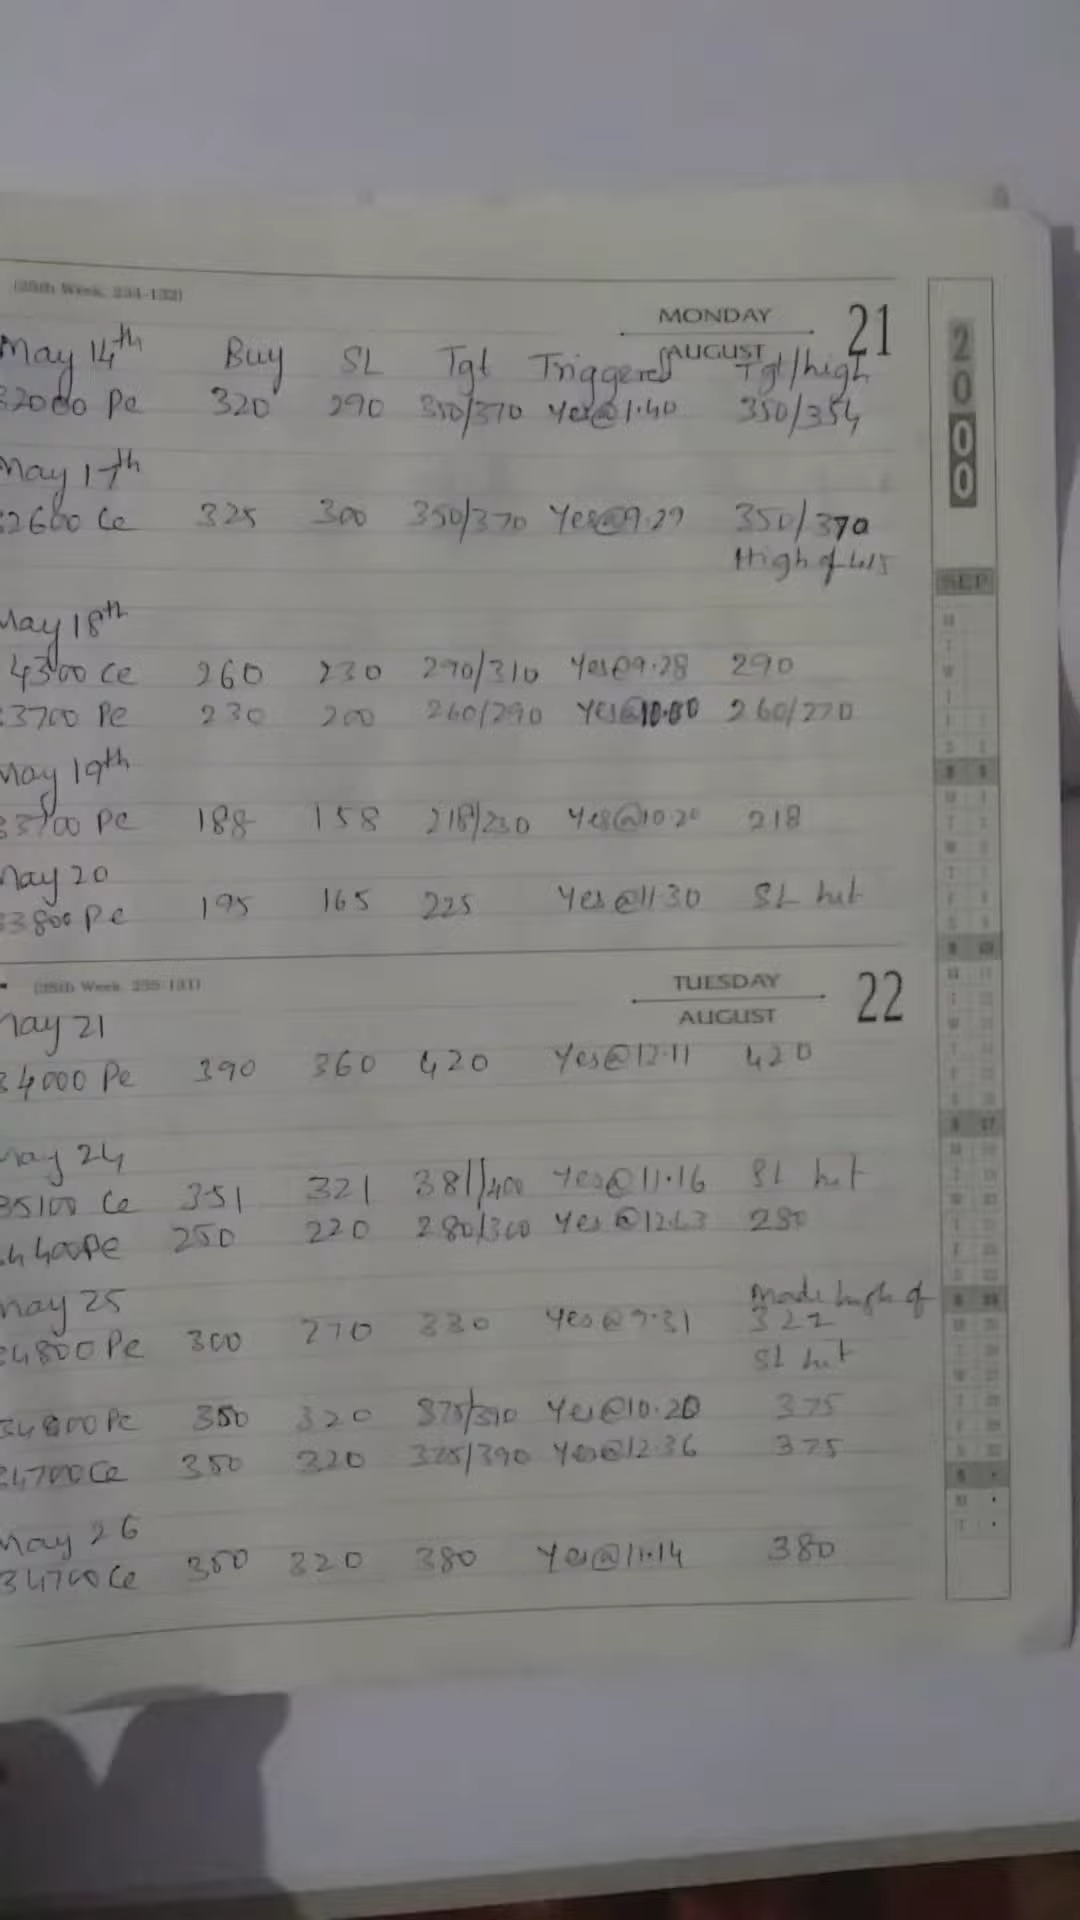 (35th Week, 234-132)
MONDAY
AUGUST 21
2000
May 14th Buy SL Tgt Triggered Tgt/high
32000 Pe 320 290 350/370 Yes@1.40 350/354
May 17th
32600 Ce 325 300 350/370 Yes@9.29 350/370
High of 415
May 18th
4300 Ce 260 230 290/310 Yes@9.28 290
33700 Pe 230 200 260/290 Yes@10.00 260/270
May 19th
33700 Pe 188 158 218/230 Yes@10.20 218
May 20
33800 Pe 195 165 225 Yes@11.30 SL hit
SEP
(35th Week, 235-131)
TUESDAY
AUGUST 22
May 21
34000 Pe 390 360 420 Yes@12.11 420
May 24
35100 Ce 351 321 381/400 Yes@11.16 SL hit
4400Pe 250 220 280/300 Yes @12.43 280
May 25
34800 Pe 300 270 330 Yes@9.31 Made high of
322
SL hit
34800 Pe 350 320 375/390 Yes@10.20 375
34700 Ce 350 320 375/390 Yes@12.36 375
May 26
34700 Ce 350 320 380 Yes@11.14 380